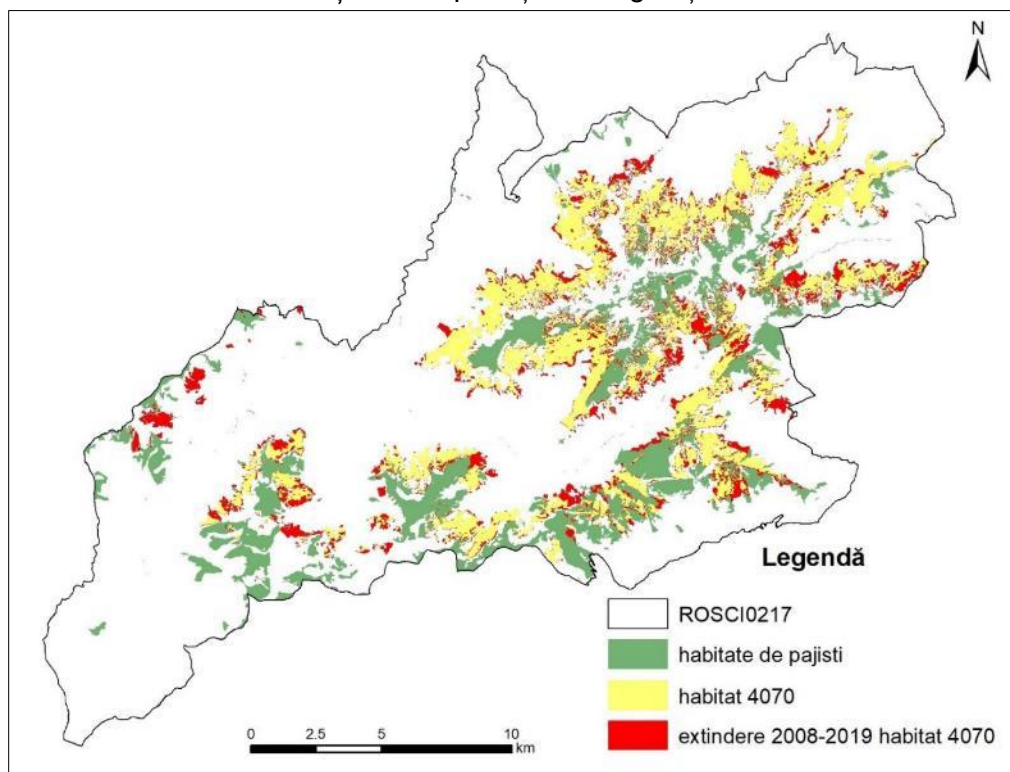 N
Legendă
ROSCI0217
habitate de pajisti
habitat 4070
extindere 2008-2019 habitat 4070
0 2.5 5 10
km